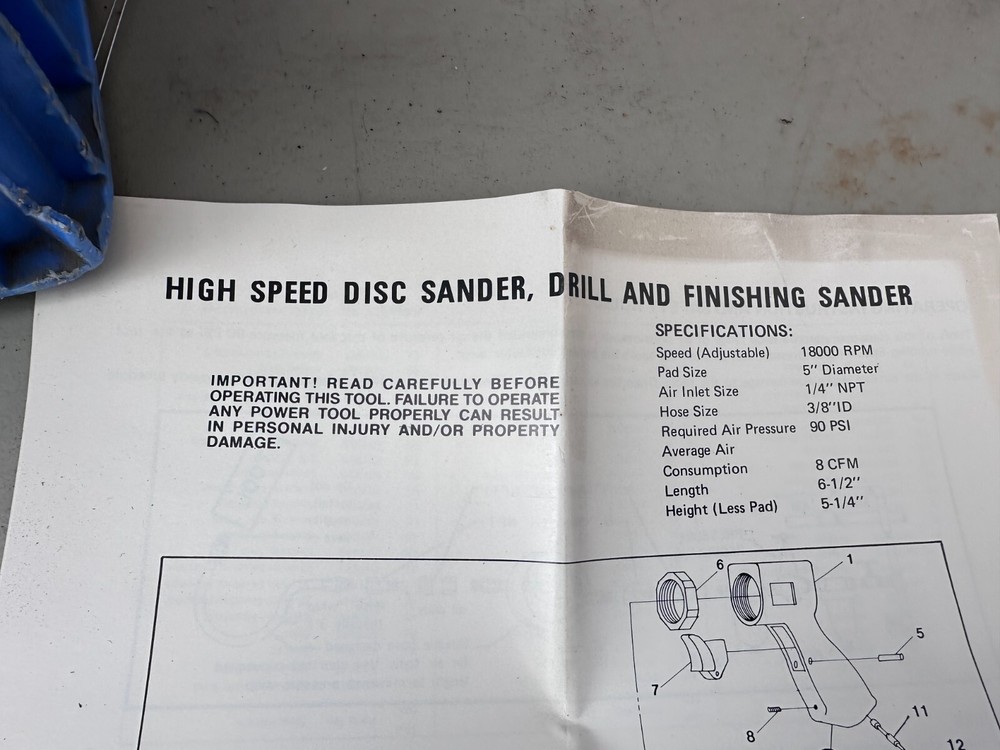 HIGH SPEED DISC SANDER, DRILL AND FINISHING SANDER
IMPORTANT! READ CAREFULLY BEFORE
OPERATING THIS TOOL. FAILURE TO OPERATE
ANY POWER TOOL PROPERLY CAN RESULT
IN PERSONAL INJURY AND/OR PROPERTY
DAMAGE.
SPECIFICATIONS:
Speed (Adjustable) 18000 RPM
Pad Size 5" Diameter
Air Inlet Size 1/4" NPT
Hose Size 3/8"ID
Required Air Pressure 90 PSI
Average Air
Consumption 8 CFM
Length 6-1/2"
Height (Less Pad) 5-1/4"
6
1
5
7
8
11
12